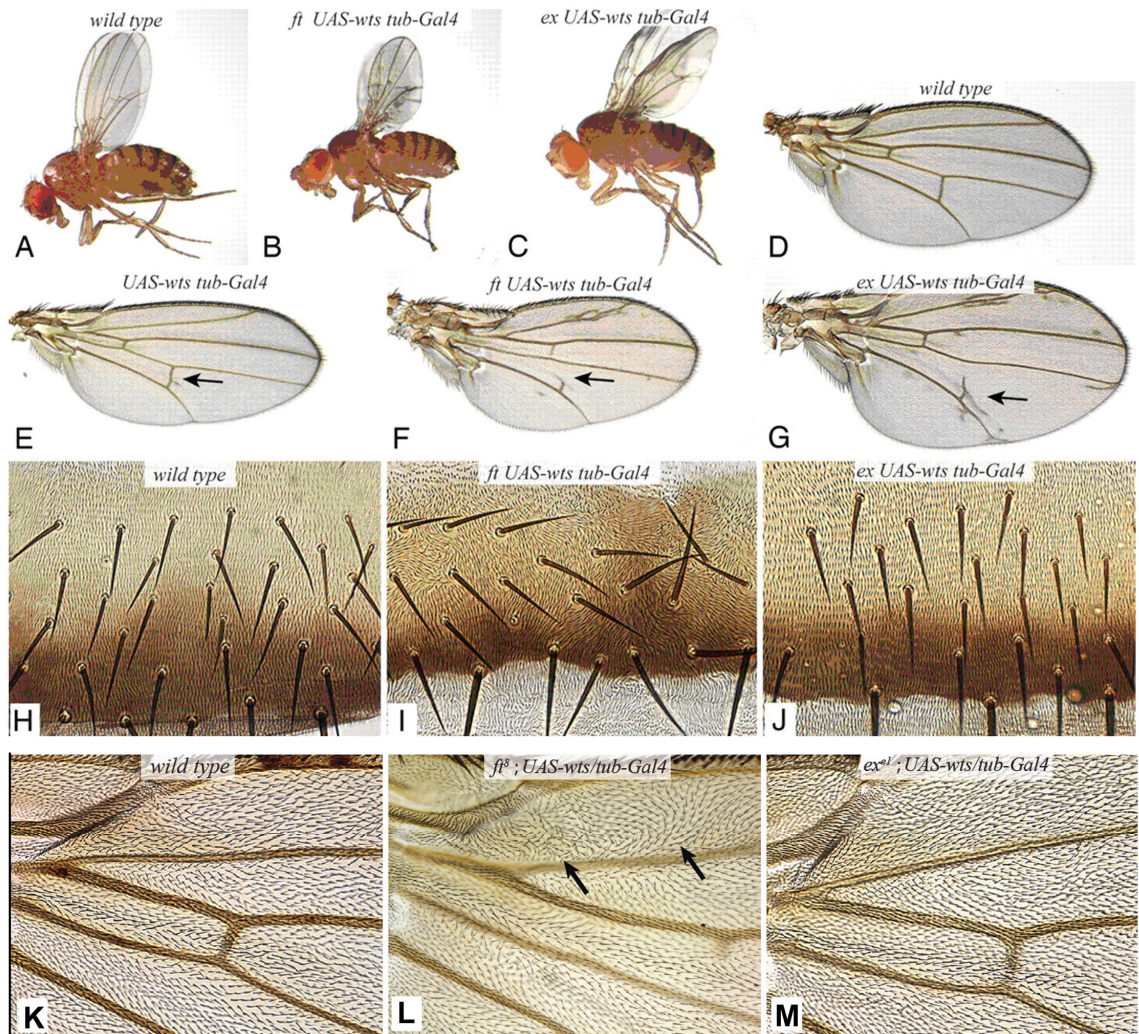 wild type
ft UAS-wts tub-Gal4
ex UAS-wts tub-Gal4
A
B
C
wild type
D
UAS-wts tub-Gal4
ft UAS-wts tub-Gal4
ex UAS-wts tub-Gal4
E
F
G
wild type
ft UAS-wts tub-Gal4
ex UAS-wts tub-Gal4
H
I
J
wild type
ft⁸ ; UAS-wts/tub-Gal4
exᵉ¹ ; UAS-wts/tub-Gal4
K
L
M